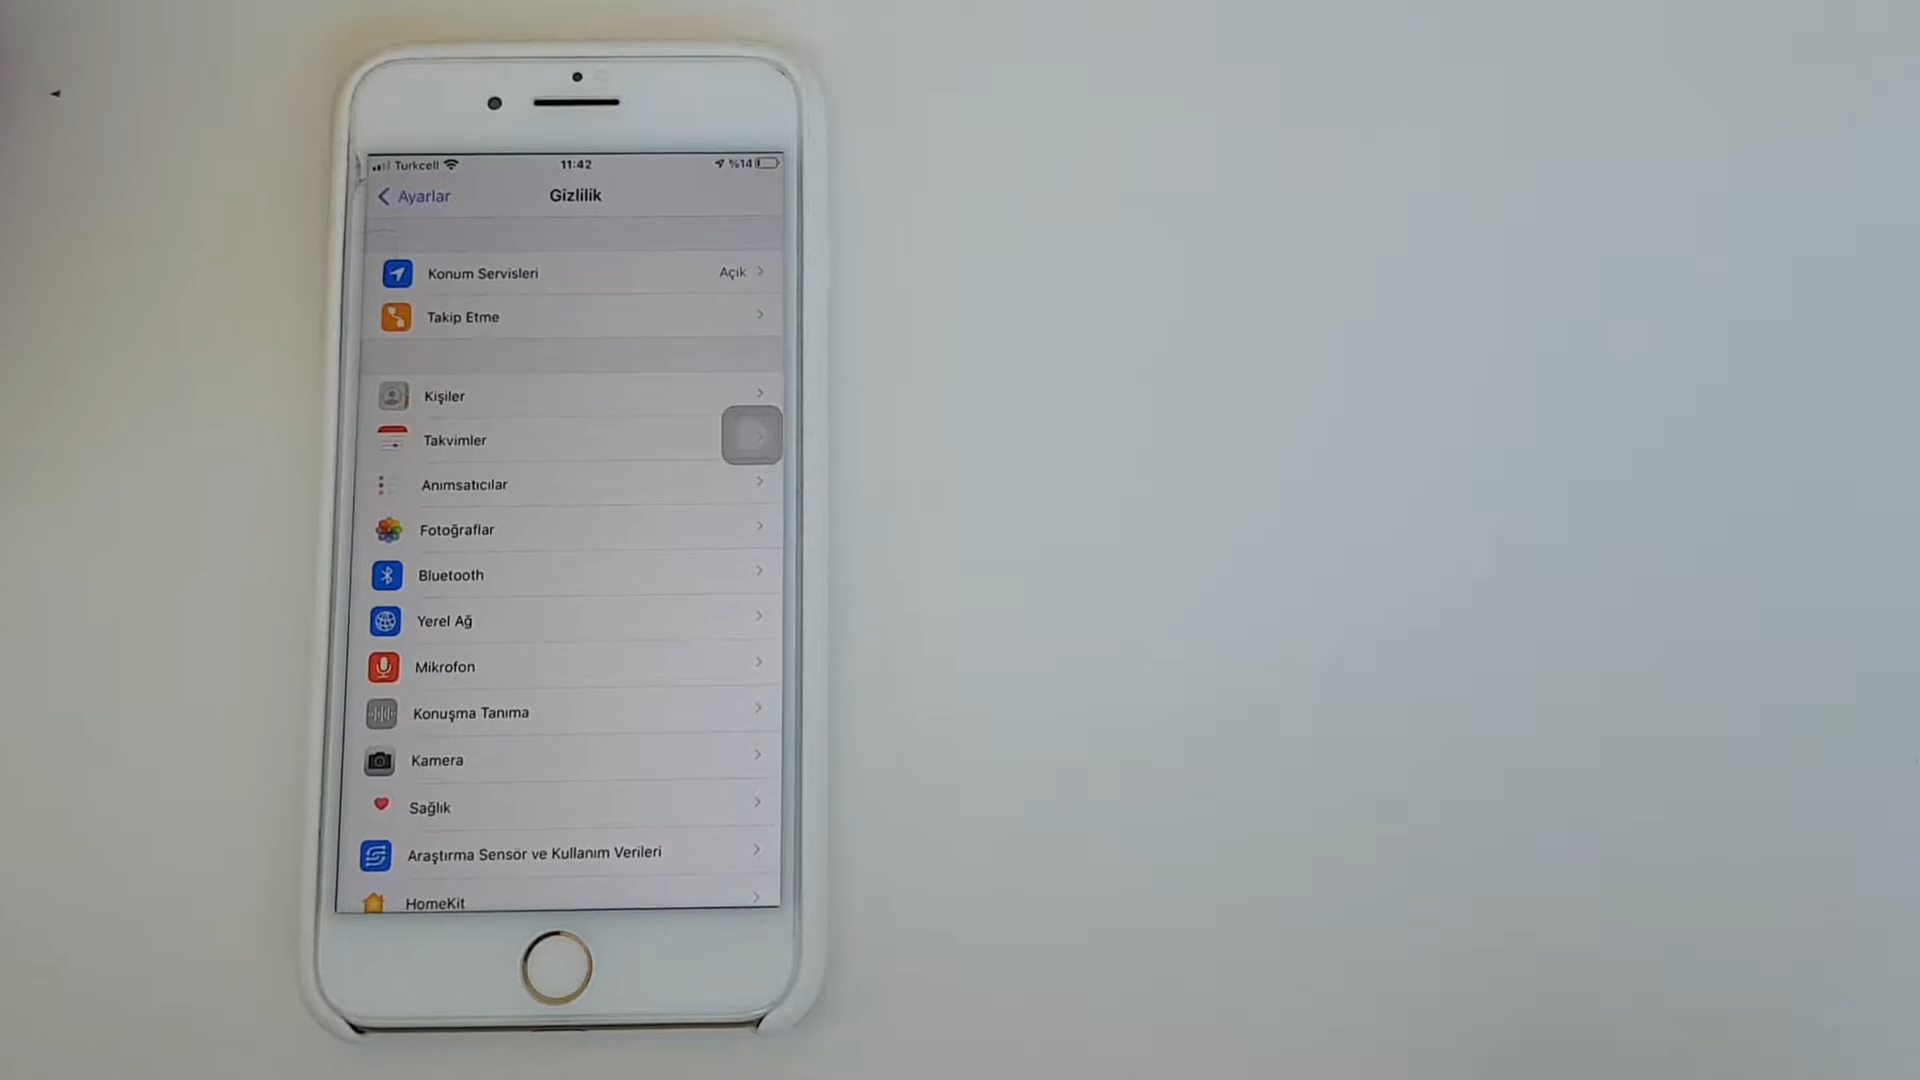 Turkcell 11:42 %14
Ayarlar Gizlilik
Konum Servisleri Açık
Takip Etme
Kişiler
Takvimler
Anımsatıcılar
Fotoğraflar
Bluetooth
Yerel Ağ
Mikrofon
Konuşma Tanıma
Kamera
Sağlık
Araştırma Sensör ve Kullanım Verileri
HomeKit